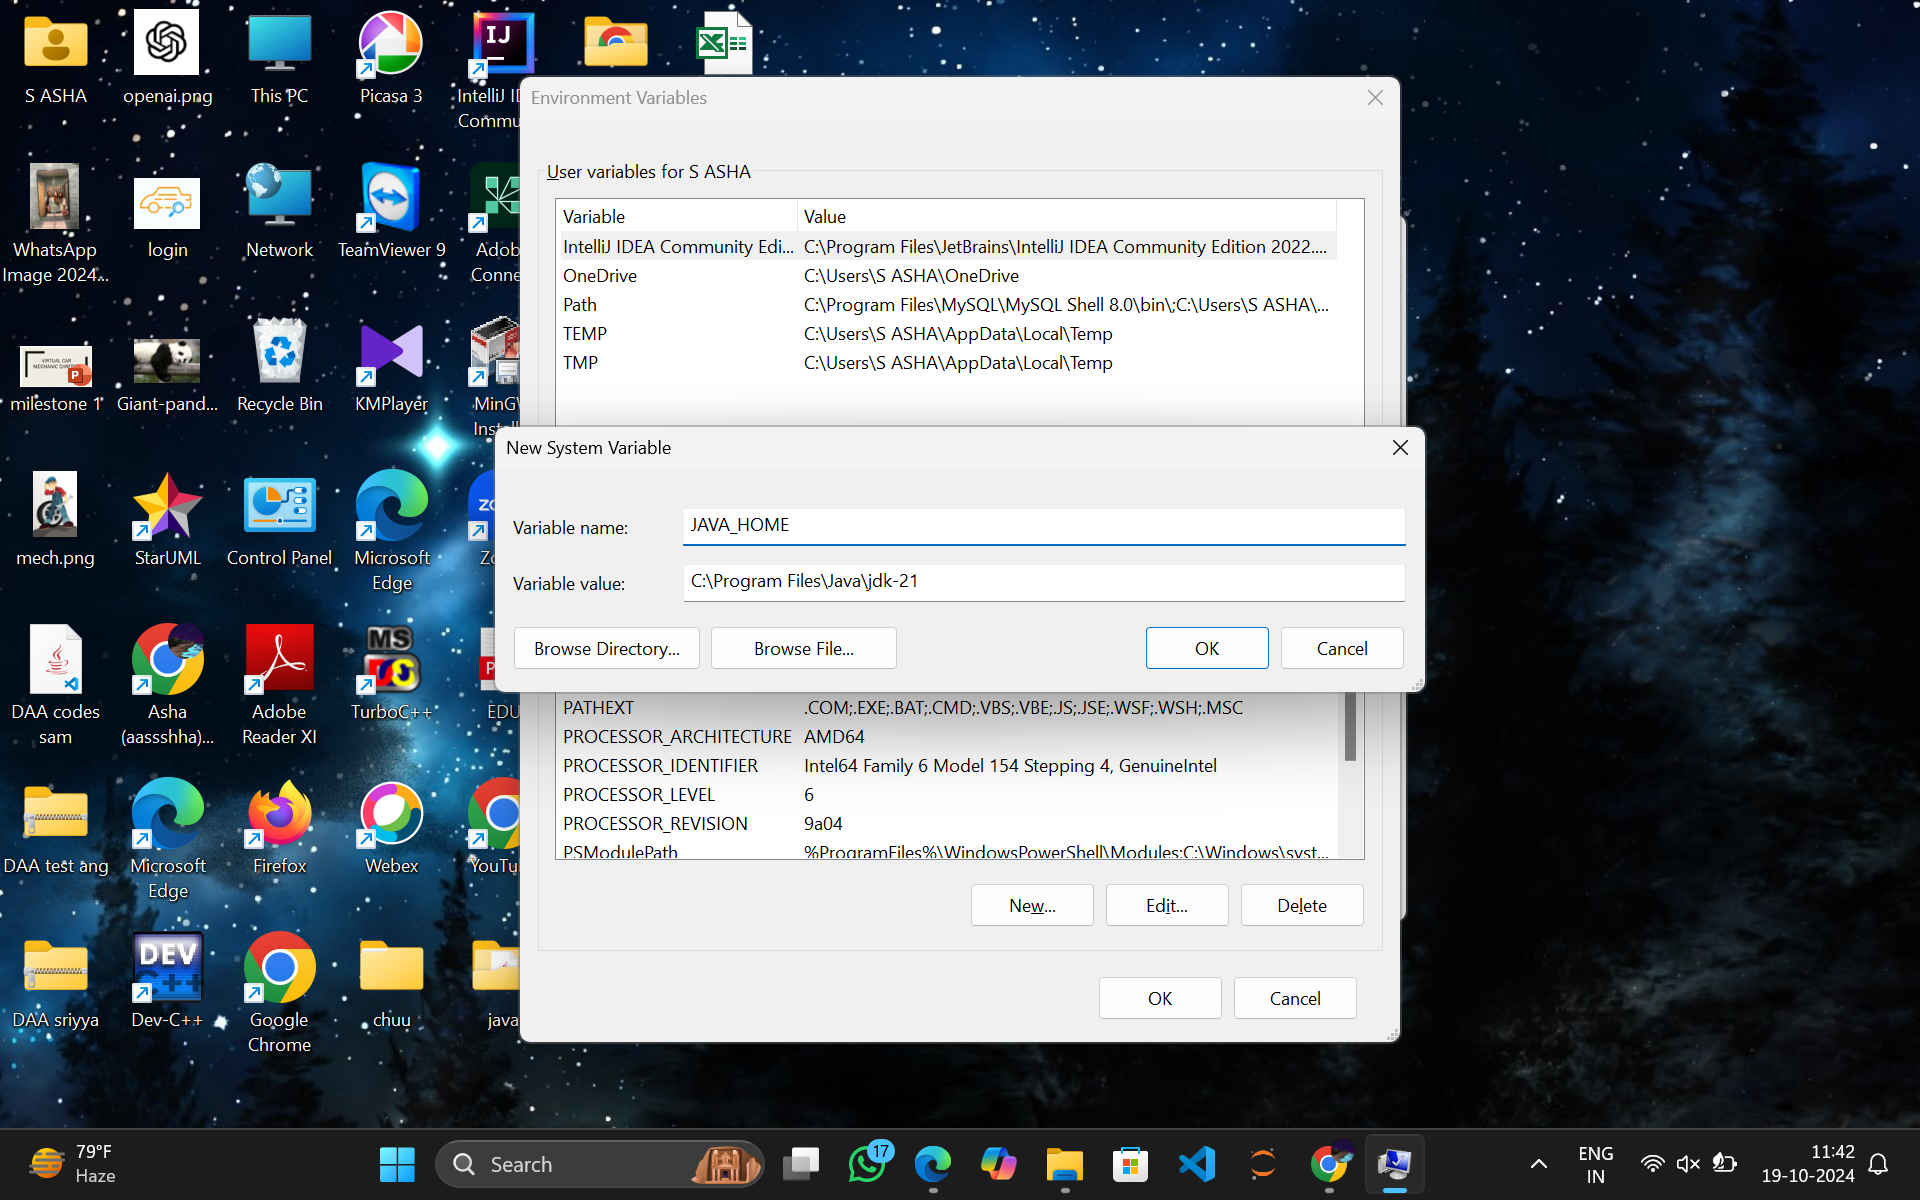 S ASHA
openai.png
This PC
Picasa 3
IntelliJ ID
Commu
IJ
WhatsApp
Image 2024...
login
Network
TeamViewer 9
Adob
Conne
milestone 1
Giant-pand...
Recycle Bin
KMPlayer
MinGW
Inst
mech.png
StarUML
Control Panel
Microsoft
Edge
DAA codes
sam
Asha
(aassshha)...
Adobe
Reader XI
MS
TurboC++
EDU
DAA test ang
Microsoft
Edge
Firefox
Webex
YouTu
DAA sriyya
DEV
C++
Dev-C++
Google
Chrome
chuu
java
Environment Variables
User variables for S ASHA
Variable Value
IntelliJ IDEA Community Edi... C:\Program Files\JetBrains\IntelliJ IDEA Community Edition 2022....
OneDrive C:\Users\S ASHA\OneDrive
Path C:\Program Files\MySQL\MySQL Shell 8.0\bin\;C:\Users\S ASHA\...
TEMP C:\Users\S ASHA\AppData\Local\Temp
TMP C:\Users\S ASHA\AppData\Local\Temp
New System Variable
Variable name: JAVA_HOME
Variable value: C:\Program Files\Java\jdk-21
Browse Directory... Browse File... OK Cancel
PATHEXT .COM;.EXE;.BAT;.CMD;.VBS;.VBE;.JS;.JSE;.WSF;.WSH;.MSC
PROCESSOR_ARCHITECTURE AMD64
PROCESSOR_IDENTIFIER Intel64 Family 6 Model 154 Stepping 4, GenuineIntel
PROCESSOR_LEVEL 6
PROCESSOR_REVISION 9a04
PSModulePath %ProgramFiles%\WindowsPowerShell\Modules;C:\Windows\syst...
New... Edit... Delete
OK Cancel
79°F
Haze
Search
17
ENG
IN
11:42
19-10-2024